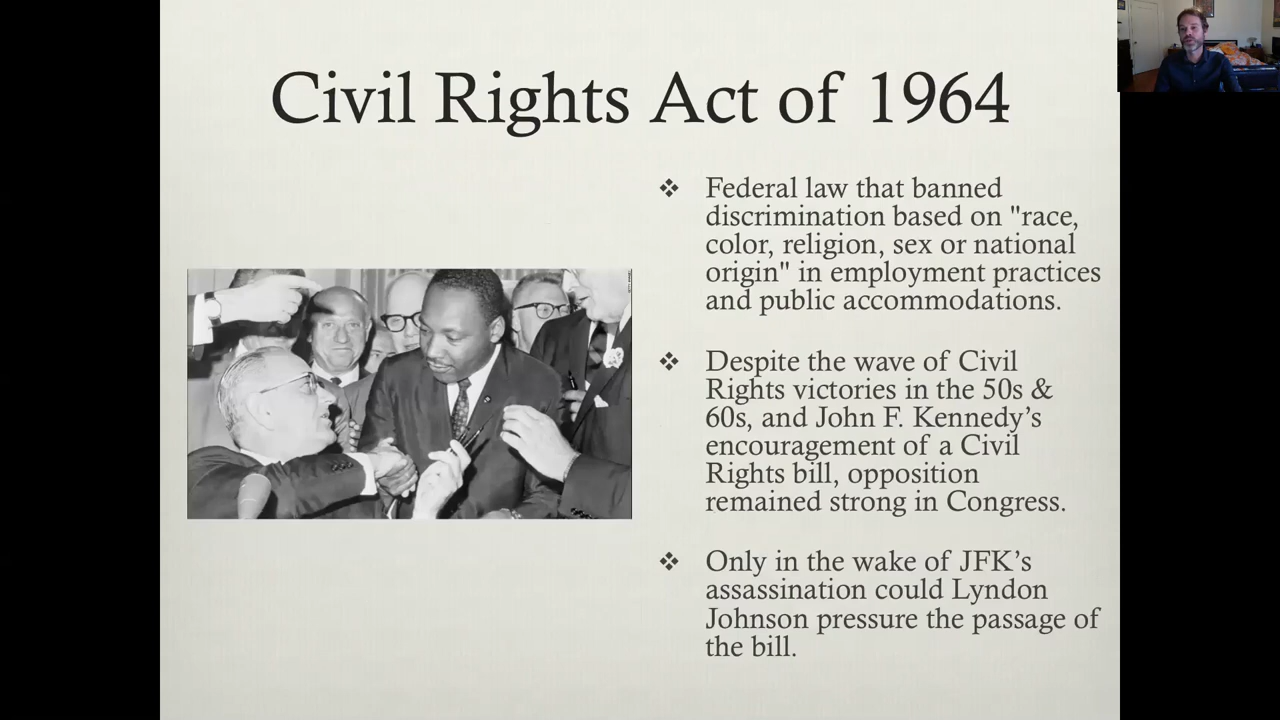 Civil Rights Act of 1964
❖ Federal law that banned
discrimination based on "race,
color, religion, sex or national
origin" in employment practices
and public accommodations.
❖ Despite the wave of Civil
Rights victories in the 50s &
60s, and John F. Kennedy’s
encouragement of a Civil
Rights bill, opposition
remained strong in Congress.
❖ Only in the wake of JFK’s
assassination could Lyndon
Johnson pressure the passage of
the bill.